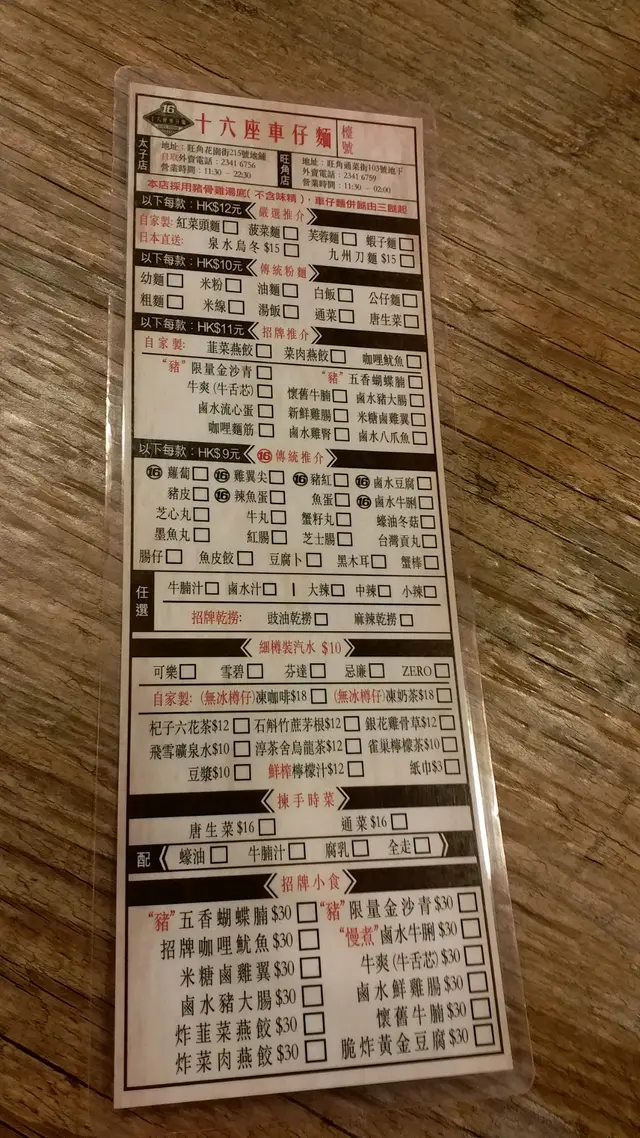 16
十六座車仔麵
十六座車仔麵
檯號
太子店
地址：旺角花園街215號地舖
自取外賣電話：2341 6756
營業時間：11:30 － 22:30
旺角店
地址：旺角通菜街103號地下
外賣電話：2341 6759
營業時間：11:30 － 02:00
本店採用豬骨雞湯底(不含味精)，車仔麵併餸由三餸起
以下每款：HK$12元 嚴選推介
自家製：紅菜頭麵 菠菜麵 芙蓉麵 蝦子麵
日本直送： 泉水烏冬$15 九州刀麵$15
以下每款：HK$10元 傳統粉麵
幼麵 米粉 油麵 白飯 公仔麵
粗麵 米線 湯飯 通菜 唐生菜
以下每款：HK$11元 招牌推介
自家製： 韮菜燕餃 菜肉燕餃 咖哩魷魚
“豬”限量金沙青 “豬”五香蝴蝶腩
牛爽(牛舌芯) 懷舊牛腩 鹵水豬大腸
鹵水流心蛋 新鮮雞腸 米糖鹵雞翼
咖哩麵筋 鹵水雞腎 鹵水八爪魚
以下每款：HK$9元 16 傳統推介
16 蘿蔔 16 雞翼尖 16 豬紅 16 鹵水豆腐
豬皮 16 辣魚蛋 魚蛋 16 鹵水牛脷
芝心丸 牛丸 蟹籽丸 蠔油冬菇
墨魚丸 紅腸 芝士腸 台灣貢丸
腸仔 魚皮餃 豆腐卜 黑木耳 蟹棒
任選
牛腩汁 鹵水汁 | 大辣 中辣 小辣
招牌乾撈: 豉油乾撈 麻辣乾撈
細樽裝汽水 $10
可樂 雪碧 芬達 忌廉 ZERO
自家製: (無冰樽仔)凍咖啡$18 (無冰樽仔)凍奶茶$18
杞子六花茶$12 石斛竹蔗茅根$12 銀花雞骨草$12
飛雪礦泉水$10 淳茶舍烏龍茶$12 雀巢檸檬茶$10
豆漿$10 鮮榨檸檬汁$12 紙巾$3
揀手時菜
唐生菜$16 通菜$16
配 蠔油 牛腩汁 腐乳 全走
招牌小食
“豬”五香蝴蝶腩$30 “豬”限量金沙青$30
招牌咖哩魷魚$30 “慢煮”鹵水牛脷$30
米糖鹵雞翼$30 牛爽(牛舌芯)$30
鹵水豬大腸$30 鹵水鮮雞腸$30
炸韮菜燕餃$30 懷舊牛腩$30
炸菜肉燕餃$30 脆炸黃金豆腐$30